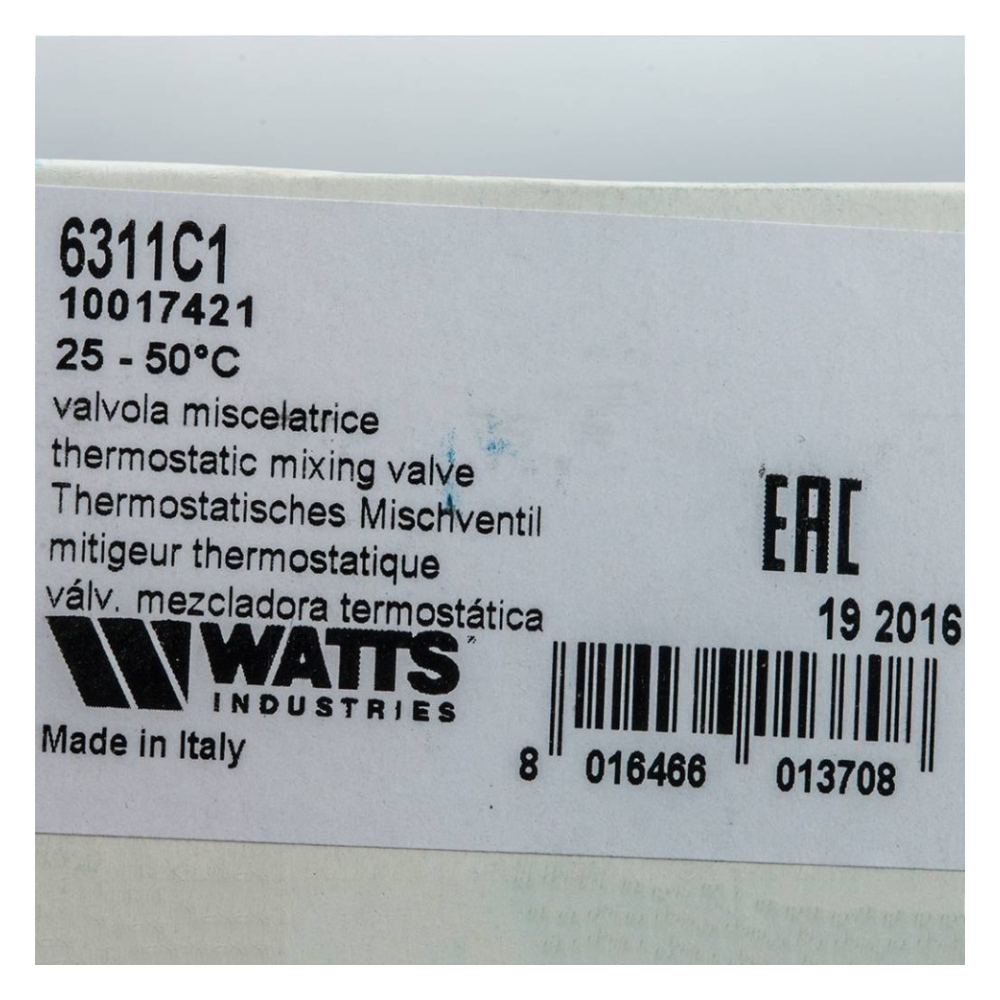 6311C1
10017421
25 - 50°C
valvola miscelatrice
thermostatic mixing valve
Thermostatisches Mischventil
mitigeur thermostatique
válv. mezcladora termostática
EAC
19 2016
WATTS
INDUSTRIES
Made in Italy
8 016466 013708